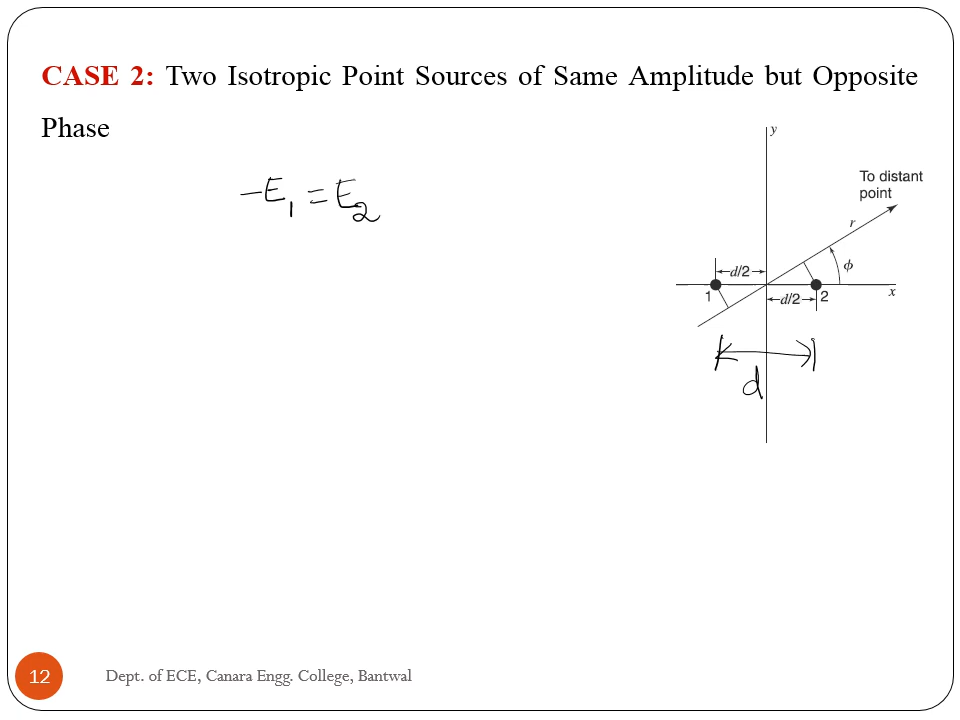 CASE 2: Two Isotropic Point Sources of Same Amplitude but Opposite
Phase
-E₁ = E₂
y
To distant
point
r
ϕ
d/2
1
d/2
2
x
d
12
Dept. of ECE, Canara Engg. College, Bantwal